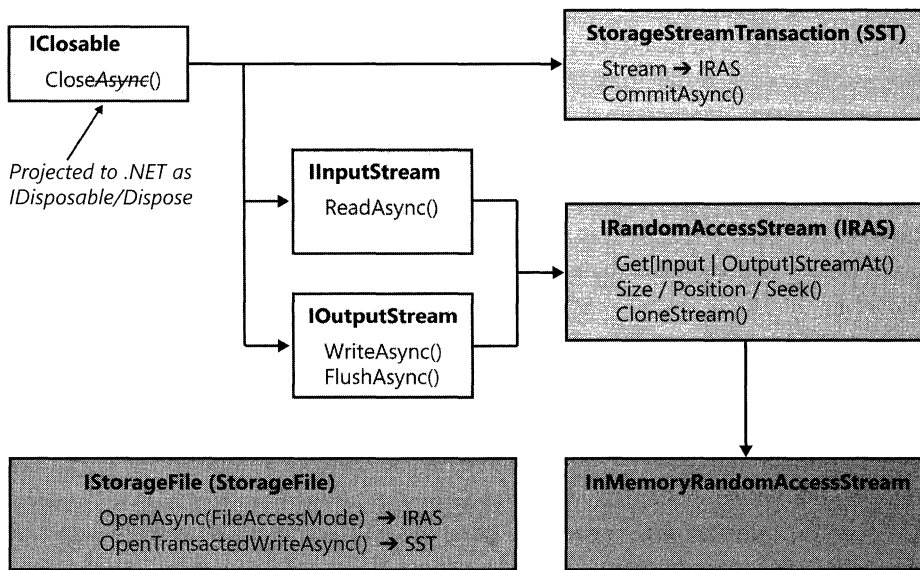 IClosable
CloseAsync()
Projected to .NET as
IDisposable/Dispose
StorageStreamTransaction (SST)
Stream → IRAS
CommitAsync()
IInputStream
ReadAsync()
IOutputStream
WriteAsync()
FlushAsync()
IRandomAccessStream (IRAS)
Get[Input | Output]StreamAt()
Size / Position / Seek()
CloneStream()
IStorageFile (StorageFile)
OpenAsync(FileAccessMode) → IRAS
OpenTransactedWriteAsync() → SST
InMemoryRandomAccessStream